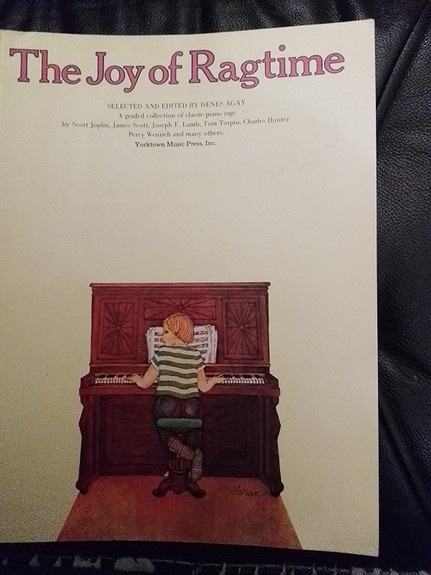 The Joy of Ragtime
SELECTED AND EDITED BY DENES AGAY
A graded collection of classic piano rags
by Scott Joplin, James Scott, Joseph F. Lamb, Tom Turpin, Charles Hunter,
Percy Wenrich and many others.
Yorktown Music Press, Inc.